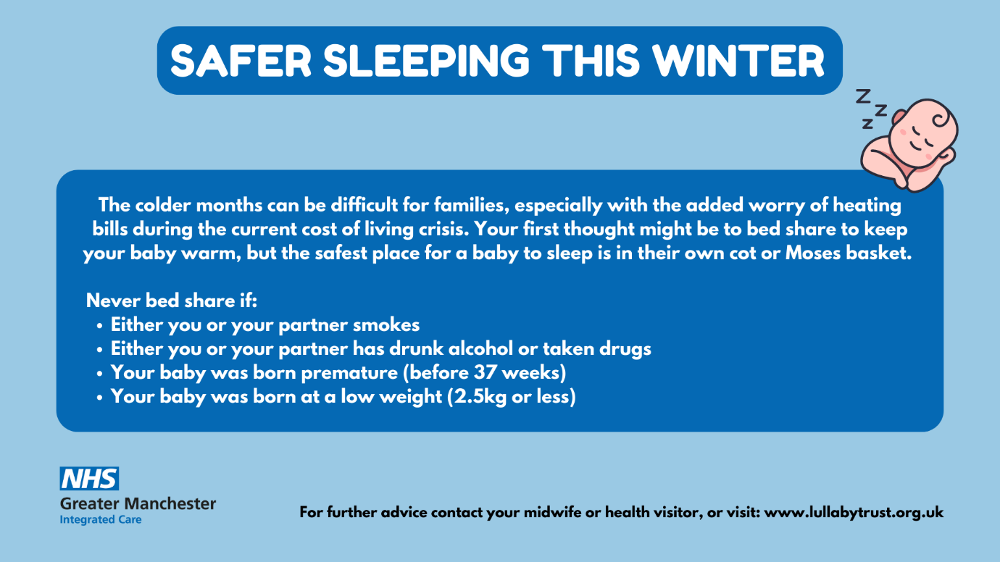 SAFER SLEEPING THIS WINTER
Z
Z
Z
The colder months can be difficult for families, especially with the added worry of heating
bills during the current cost of living crisis. Your first thought might be to bed share to keep
your baby warm, but the safest place for a baby to sleep is in their own cot or Moses basket.
Never bed share if:
• Either you or your partner smokes
• Either you or your partner has drunk alcohol or taken drugs
• Your baby was born premature (before 37 weeks)
• Your baby was born at a low weight (2.5kg or less)
NHS
Greater Manchester
Integrated Care
For further advice contact your midwife or health visitor, or visit: www.lullabytrust.org.uk